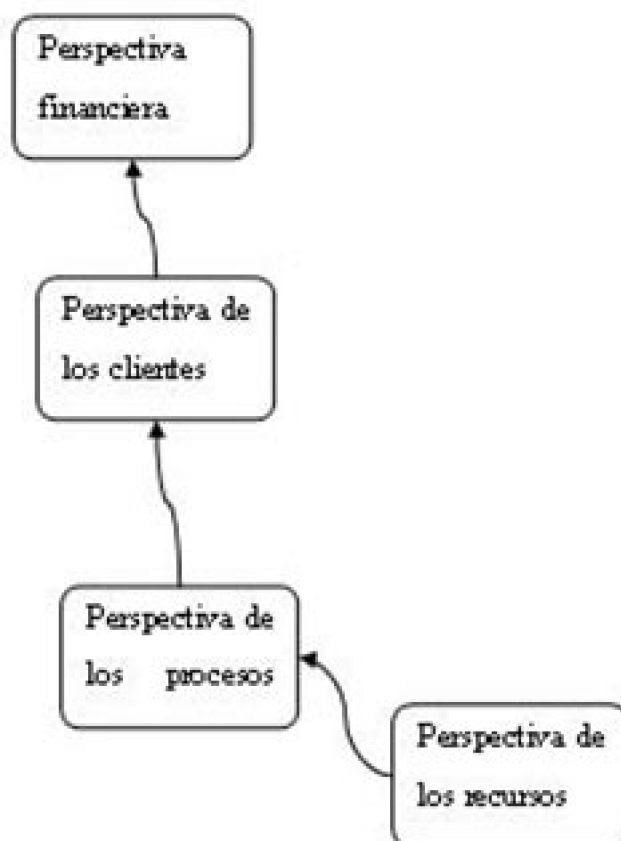 Perspectiva
financiera
Perspectiva de
los clientes
Perspectiva de
los procesos
Perspectiva de
los recursos